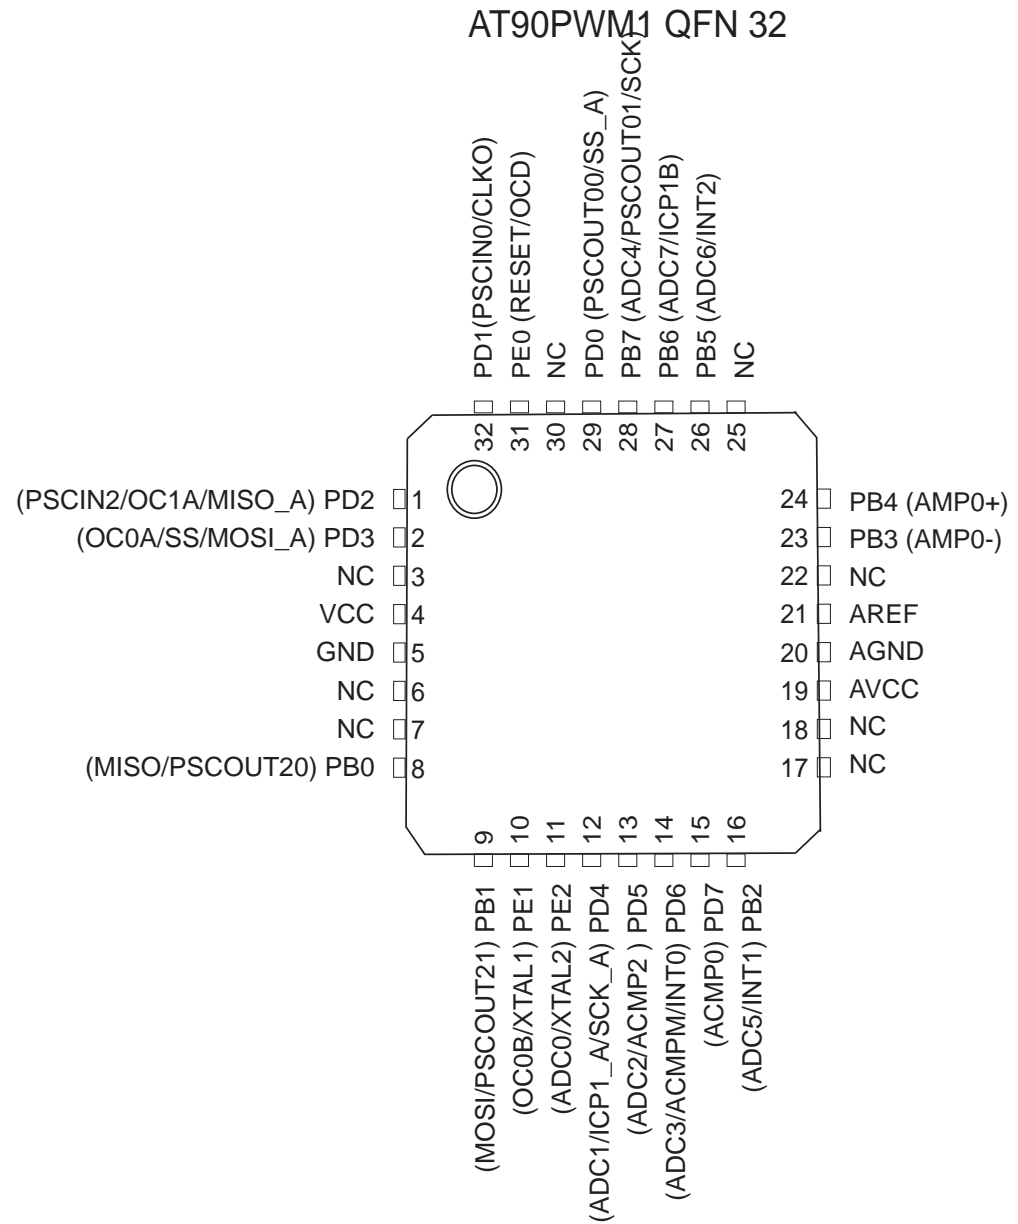 AT90PWM1 QFN 32
PD1(PSCIN0/CLKO)
PE0 (RESET/OCD)
NC
PD0 (PSCOUT00/SS_A)
PB7 (ADC4/PSCOUT01/SCK)
PB6 (ADC7/ICP1B)
PB5 (ADC6/INT2)
NC
32
31
30
29
28
27
26
25
(PSCIN2/OC1A/MISO_A) PD2
1
(OC0A/SS/MOSI_A) PD3
2
NC
3
VCC
4
GND
5
NC
6
NC
7
(MISO/PSCOUT20) PB0
8
24
PB4 (AMP0+)
23
PB3 (AMP0-)
22
NC
21
AREF
20
AGND
19
AVCC
18
NC
17
NC
9
10
11
12
13
14
15
16
(MOSI/PSCOUT21) PB1
(OC0B/XTAL1) PE1
(ADC0/XTAL2) PE2
(ADC1/ICP1_A/SCK_A) PD4
(ADC2/ACMP2 ) PD5
(ADC3/ACMPM/INT0) PD6
(ACMP0) PD7
(ADC5/INT1) PB2